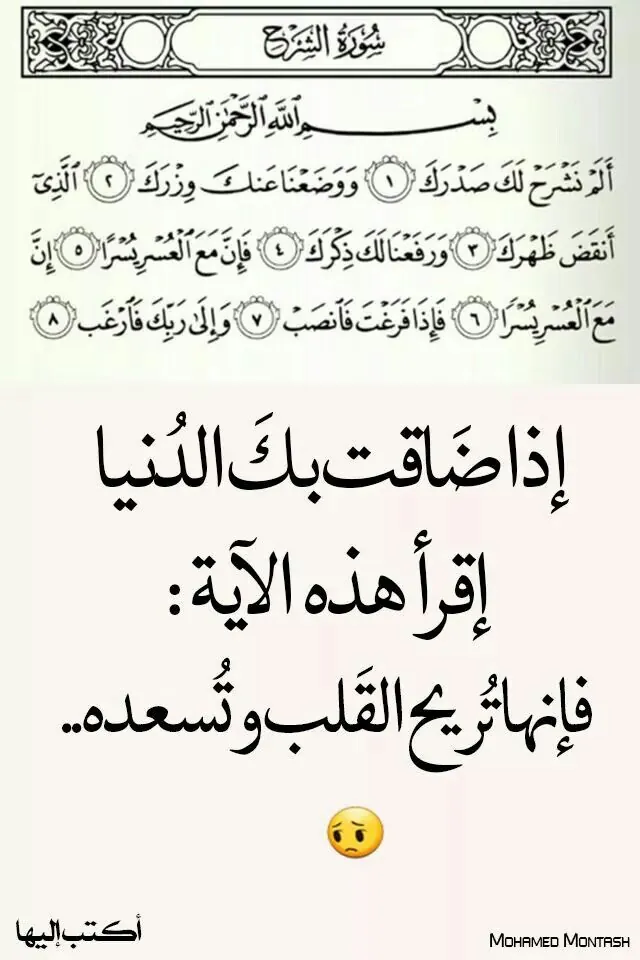 سُورَةُ الشَّرْحِ
بِسْمِ ٱللَّهِ ٱلرَّحْمَٰنِ ٱلرَّحِيمِ
أَلَمْ نَشْرَحْ لَكَ صَدْرَكَ ١ وَوَضَعْنَا عَنكَ وِزْرَكَ ٢ ٱلَّذِىٓ
أَنقَضَ ظَهْرَكَ ٣ وَرَفَعْنَا لَكَ ذِكْرَكَ ٤ فَإِنَّ مَعَ ٱلْعُسْرِ يُسْرًا ٥ إِنَّ
مَعَ ٱلْعُسْرِ يُسْرًا ٦ فَإِذَا فَرَغْتَ فَٱنصَبْ ٧ وَإِلَىٰ رَبِّكَ فَٱرْغَب ٨
إذا ضَاقت بكَ الدُنيا
إقرأ هذه الآية :
فإنها تُريح القَلب و تُسعده..
أكتب إليها
MOHAMED MONTASH